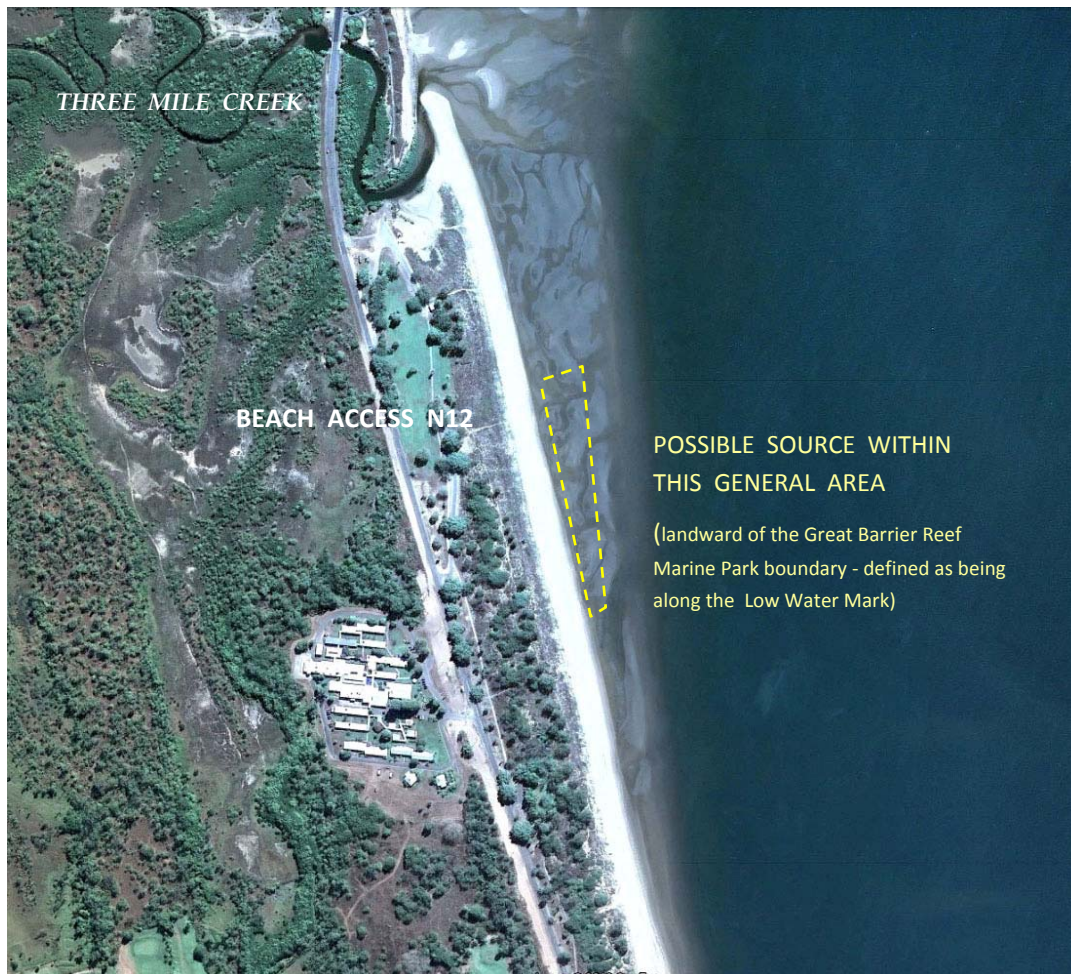 THREE MILE CREEK
BEACH ACCESS N12
POSSIBLE SOURCE WITHIN
THIS GENERAL AREA
(landward of the Great Barrier Reef
Marine Park boundary - defined as being
along the Low Water Mark)